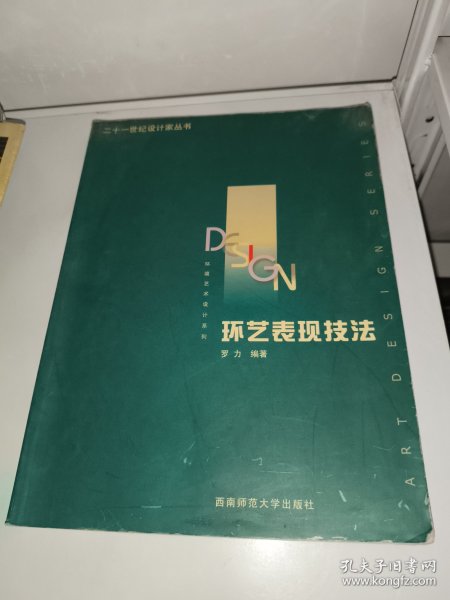 二十一世纪设计家丛书
DESIGN
环境艺术设计系列
环艺表现技法
罗力 编著
ART DESIGN SERIES
西南师范大学出版社
孔夫子旧书网
www.kongfz.com